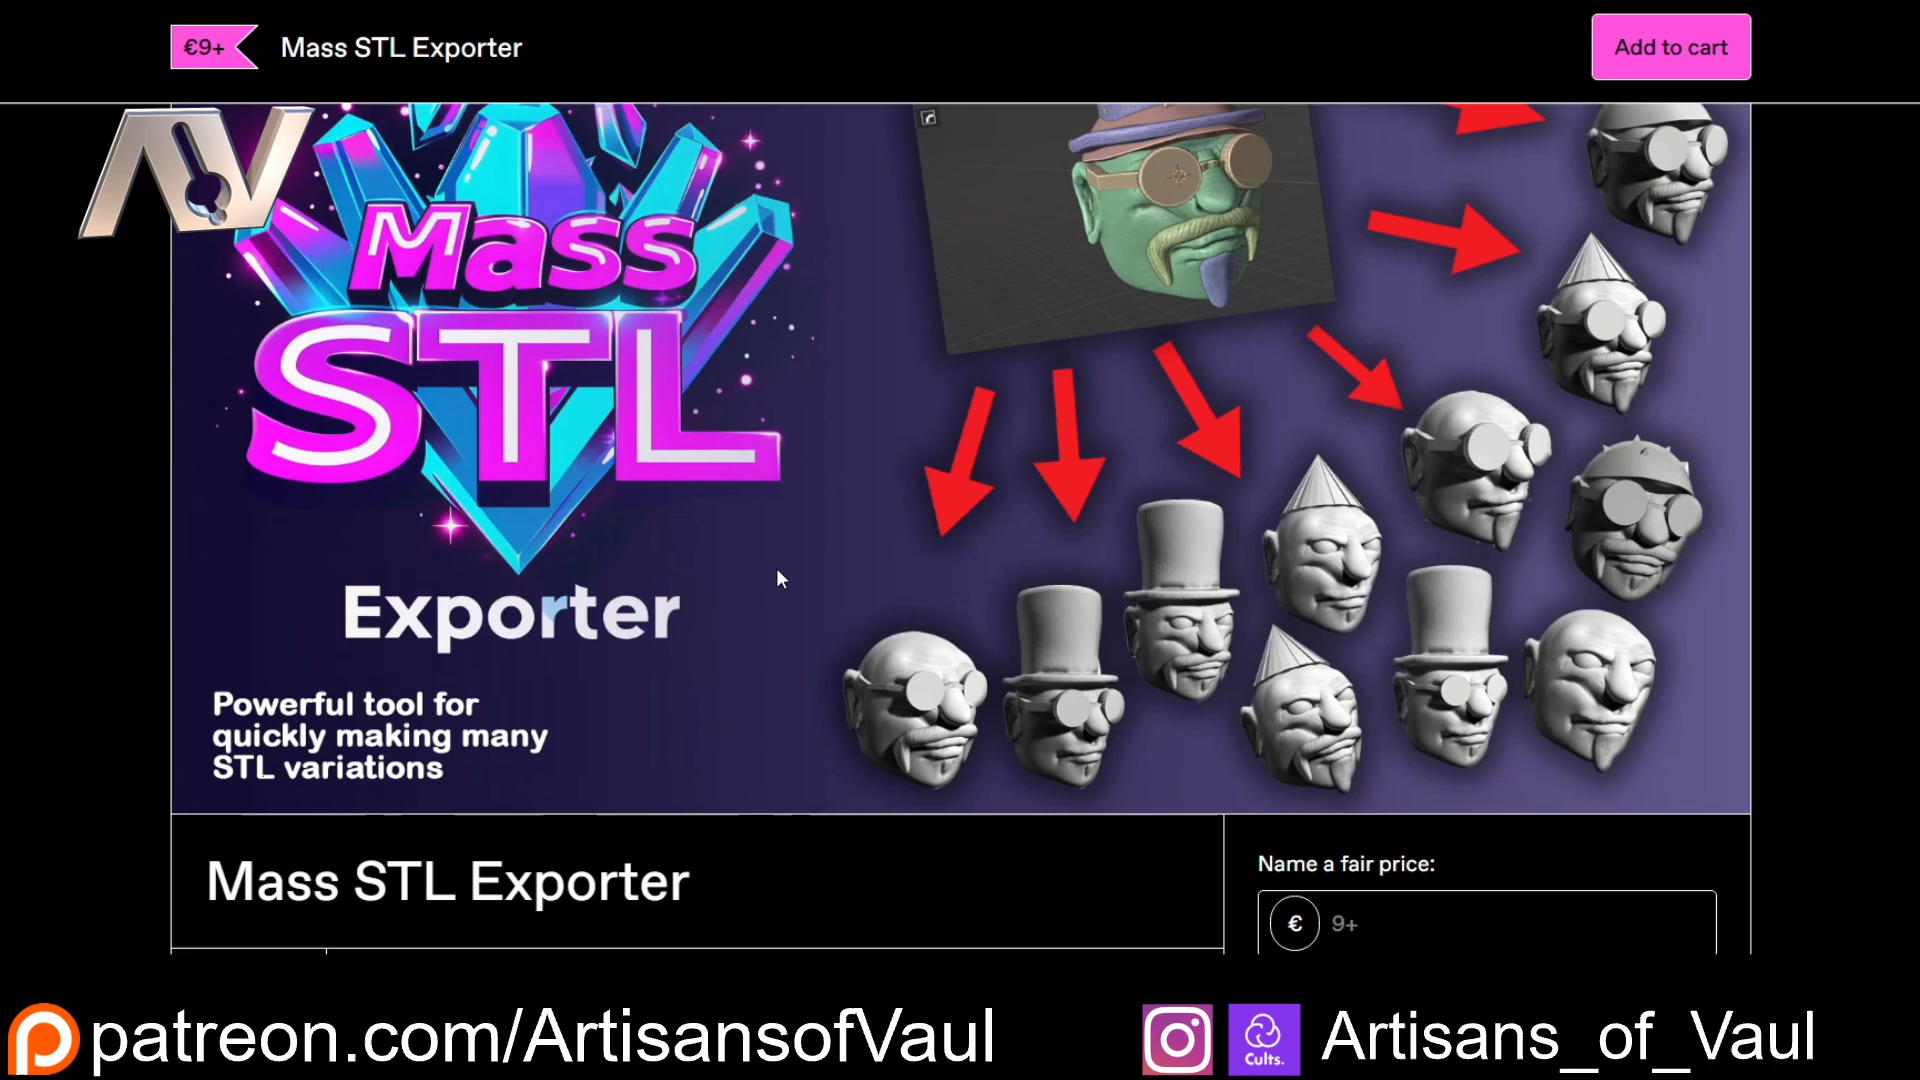 €9+
Mass STL Exporter
Add to cart
AV
Mass
STL
Exporter
Powerful tool for
quickly making many
STL variations
Mass STL Exporter
Name a fair price:
€ 9+
patreon.com/ArtisansofVaul
Cults.
Artisans_of_Vaul